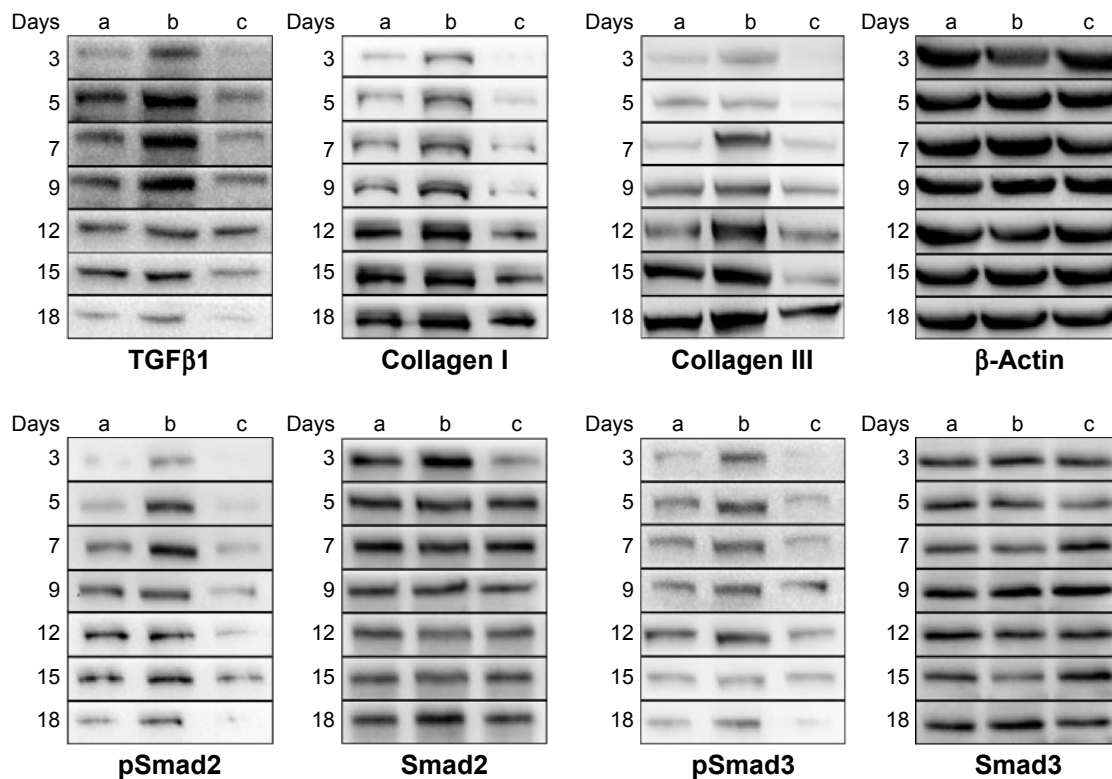 Days a b c Days a b c Days a b c Days a b c
3 3 3 3
5 5 5 5
7 7 7 7
9 9 9 9
12 12 12 12
15 15 15 15
18 18 18 18
TGFβ1 Collagen I Collagen III β-Actin
Days a b c Days a b c Days a b c Days a b c
3 3 3 3
5 5 5 5
7 7 7 7
9 9 9 9
12 12 12 12
15 15 15 15
18 18 18 18
pSmad2 Smad2 pSmad3 Smad3